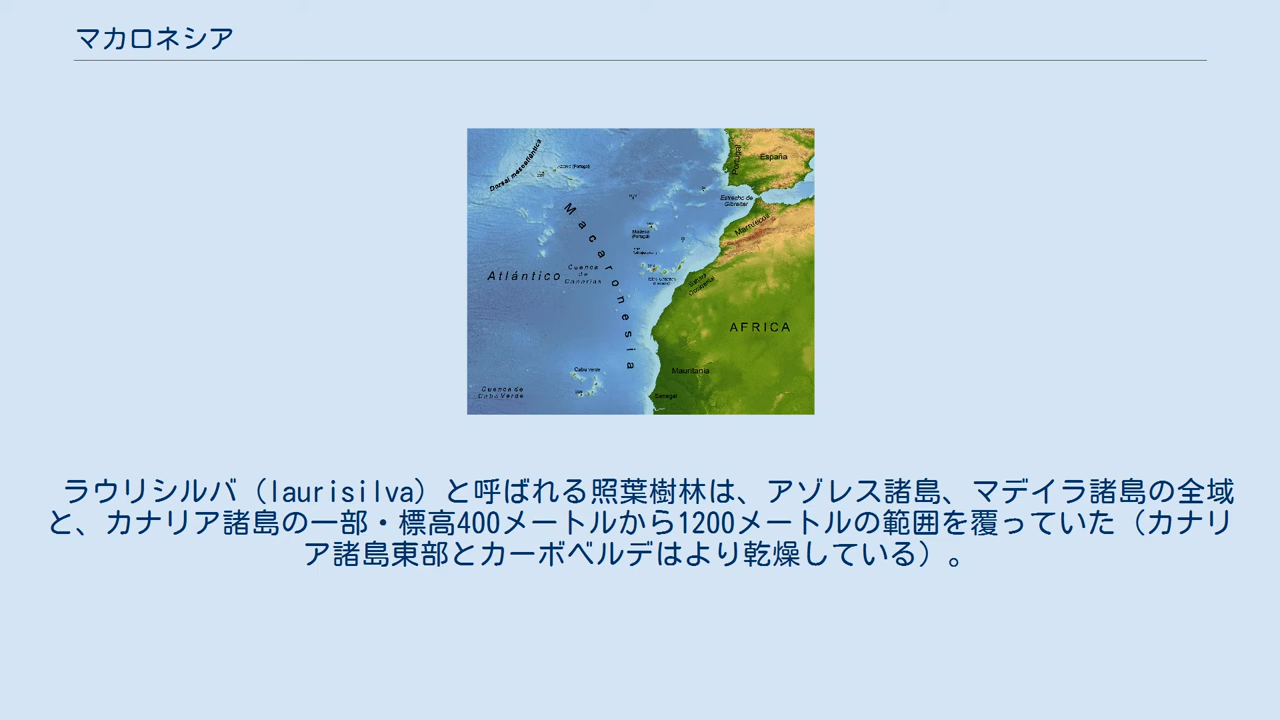 マカロネシア
Dorsal mesoatlántica
Portugal
España
Estrecho de
Gibraltar
Marruecos
Macaronesia
Atlántico
Cuenca
de
Canarias
Sahara
Occidental
AFRICA
Cabo verde
Mauritania
Cuenca de
Cabo Verde
Senegal
ラウリシルバ（laurisilva）と呼ばれる照葉樹林は、アゾレス諸島、マデイラ諸島の全域
と、カナリア諸島の一部・標高400メートルから1200メートルの範囲を覆っていた（カナリ
ア諸島東部とカーボベルデはより乾燥している）。